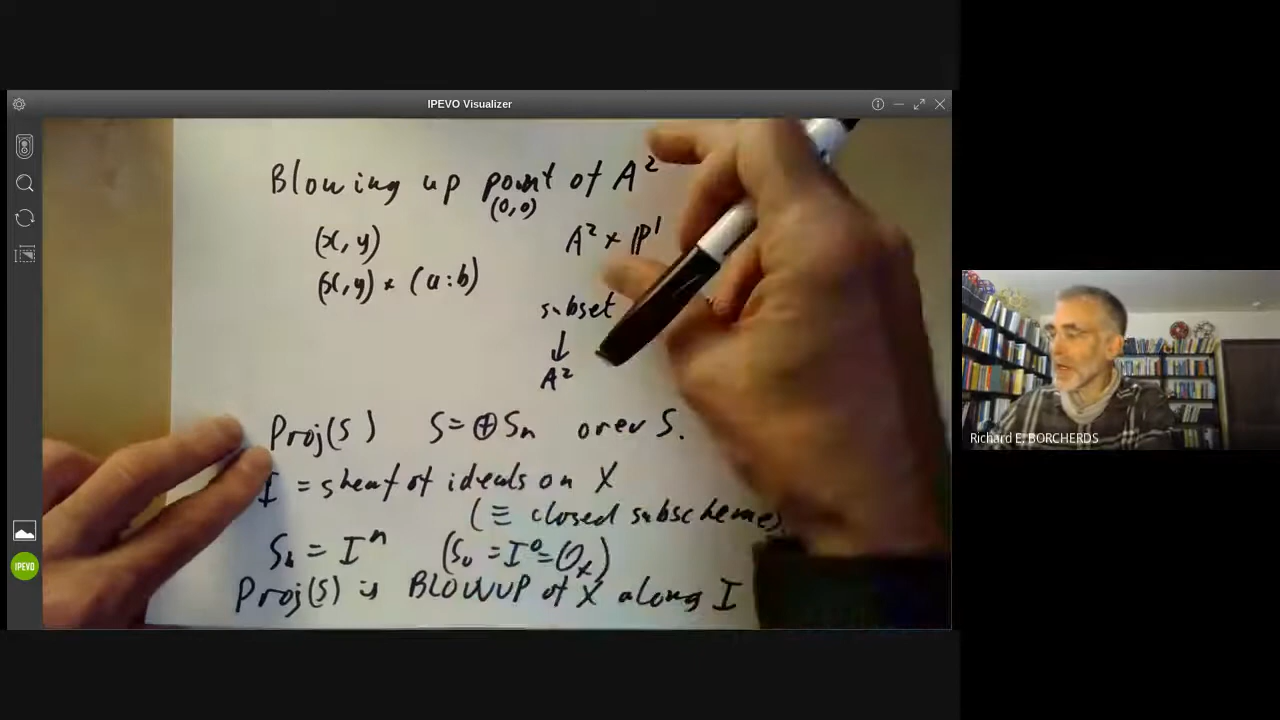 IPEVO Visualizer
Blowing up point of A²
(0,0)
(x, y)
A² × P¹
(x, y) × (a:b)
subset
↓
A²
Proj(S) S = ⊕ Sₙ over S.
I = sheaf of ideals on X
(≡ closed subscheme)
Sₙ = Iⁿ (S₀ = I⁰ = O_X)
Proj(S) is BLOWUP of X along I
Richard E. BORCHERDS
IPEVO